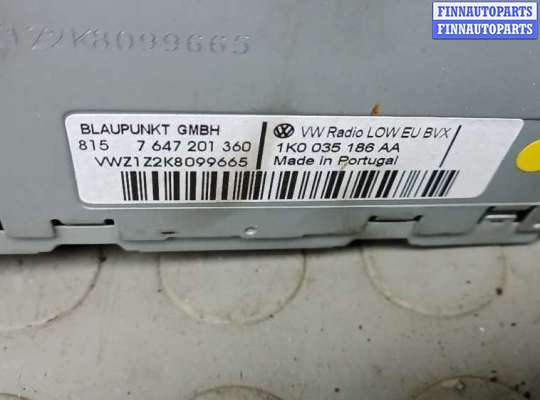 FINNAUTOPARTS
FINNAUTOPARTS
1Z2K8099665
BLAUPUNKT GMBH
815 7 647 201 360
VWZ1Z2K8099665
VW Radio LOW EU BVX
1K0 035 186 AA
Made in Portugal